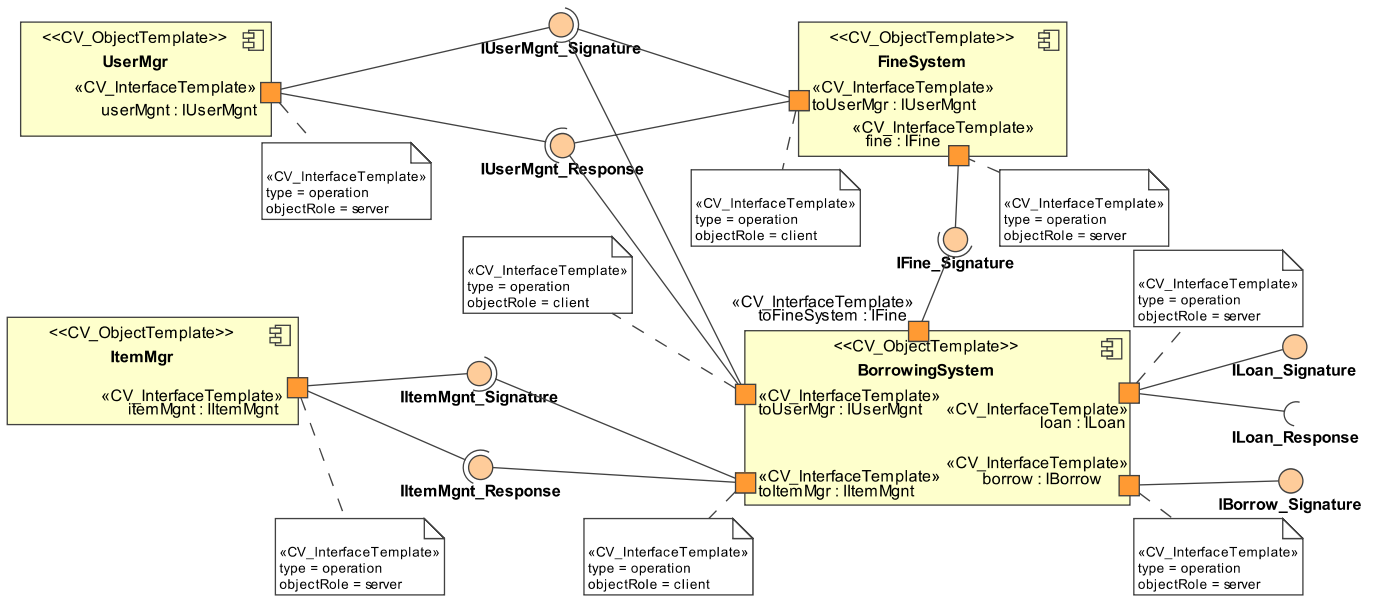 <<CV_ObjectTemplate>>
UserMgr
«CV_InterfaceTemplate»
userMgnt : IUserMgnt
«CV_InterfaceTemplate»
type = operation
objectRole = server
IUserMgnt_Signature
IUserMgnt_Response
<<CV_ObjectTemplate>>
FineSystem
«CV_InterfaceTemplate»
toUserMgr : IUserMgnt
«CV_InterfaceTemplate»
fine : IFine
«CV_InterfaceTemplate»
type = operation
objectRole = client
«CV_InterfaceTemplate»
type = operation
objectRole = server
IFine_Signature
«CV_InterfaceTemplate»
type = operation
objectRole = client
«CV_InterfaceTemplate»
type = operation
objectRole = server
«CV_InterfaceTemplate»
toFineSystem : IFine
<<CV_ObjectTemplate>>
ItemMgr
«CV_InterfaceTemplate»
itemMgnt : IItemMgnt
IItemMgnt_Signature
IItemMgnt_Response
<<CV_ObjectTemplate>>
BorrowingSystem
«CV_InterfaceTemplate»
toUserMgr : IUserMgnt
«CV_InterfaceTemplate»
loan : ILoan
«CV_InterfaceTemplate»
toItemMgr : IItemMgnt
«CV_InterfaceTemplate»
borrow : IBorrow
ILoan_Signature
ILoan_Response
IBorrow_Signature
«CV_InterfaceTemplate»
type = operation
objectRole = server
«CV_InterfaceTemplate»
type = operation
objectRole = client
«CV_InterfaceTemplate»
type = operation
objectRole = server